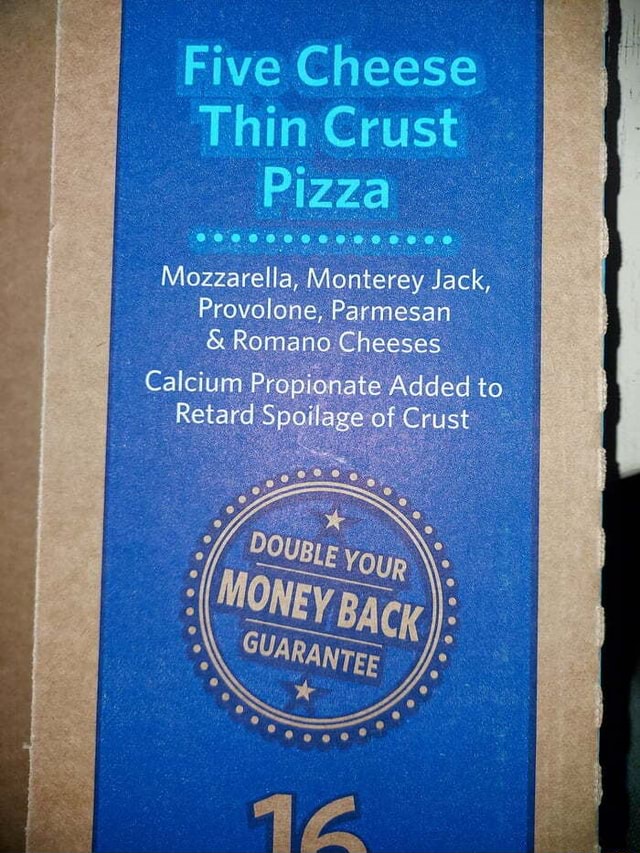 Five Cheese
Thin Crust
Pizza
Mozzarella, Monterey Jack,
Provolone, Parmesan
& Romano Cheeses
Calcium Propionate Added to
Retard Spoilage of Crust
DOUBLE YOUR
MONEY BACK
GUARANTEE
16